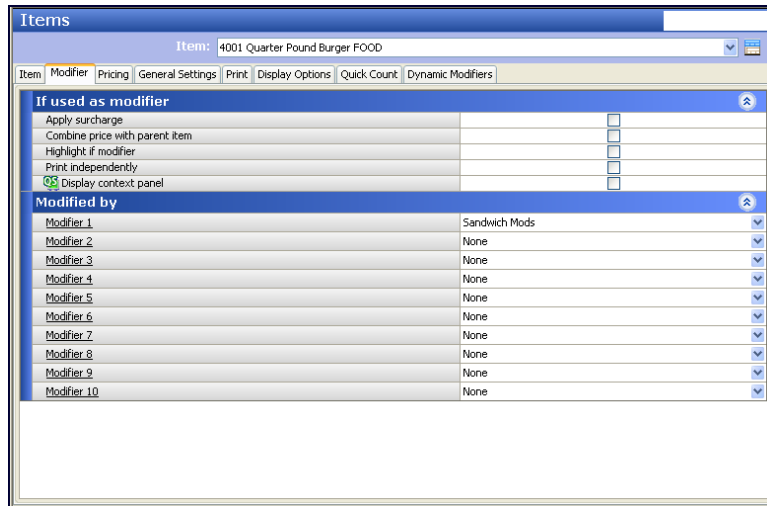 Items
Item: 4001 Quarter Pound Burger FOOD
Item Modifier Pricing General Settings Print Display Options Quick Count Dynamic Modifiers
If used as modifier
Apply surcharge
Combine price with parent item
Highlight if modifier
Print independently
QS Display context panel
Modified by
Modifier 1 Sandwich Mods
Modifier 2 None
Modifier 3 None
Modifier 4 None
Modifier 5 None
Modifier 6 None
Modifier 7 None
Modifier 8 None
Modifier 9 None
Modifier 10 None